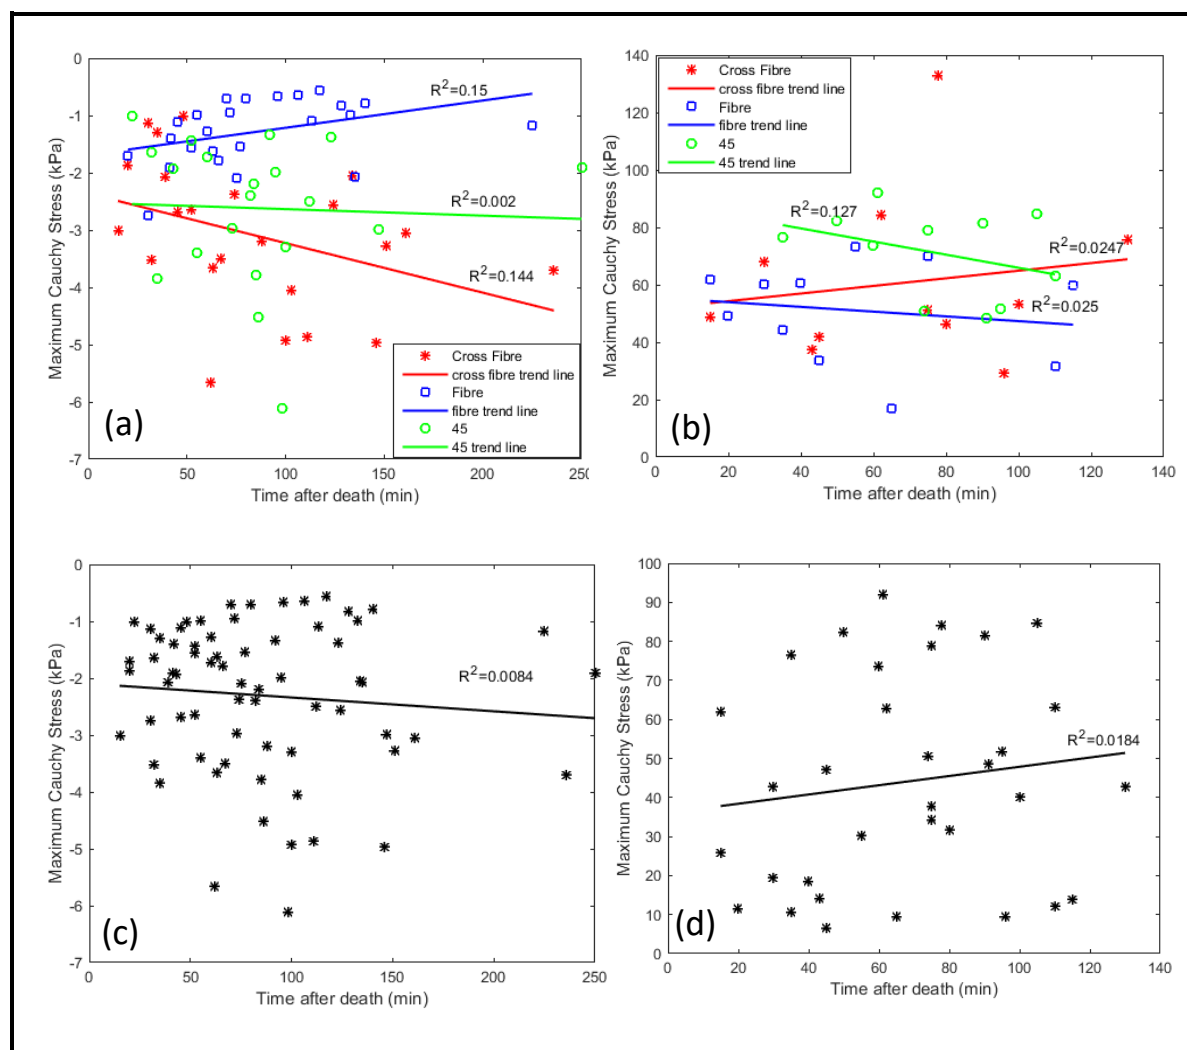 0
-1
-2
-3
-4
-5
-6
-7
Maximum Cauchy Stress (kPa)
R²=0.15
R²=0.002
R²=0.144
Cross Fibre
cross fibre trend line
Fibre
fibre trend line
45
45 trend line
(a)
0 50 100 150 200 250
Time after death (min)
140
120
100
80
60
40
20
0
Maximum Cauchy Stress (kPa)
Cross Fibre
cross fibre trend line
Fibre
fibre trend line
45
45 trend line
R²=0.127
R²=0.0247
R²=0.025
(b)
0 20 40 60 80 100 120 140
Time after death (min)
0
-1
-2
-3
-4
-5
-6
-7
Maximum Cauchy Stress (kPa)
R²=0.0084
(c)
0 50 100 150 200 250
Time after death (min)
100
90
80
70
60
50
40
30
20
10
0
Maximum Cauchy Stress (kPa)
R²=0.0184
(d)
0 20 40 60 80 100 120 140
Time after death (min)